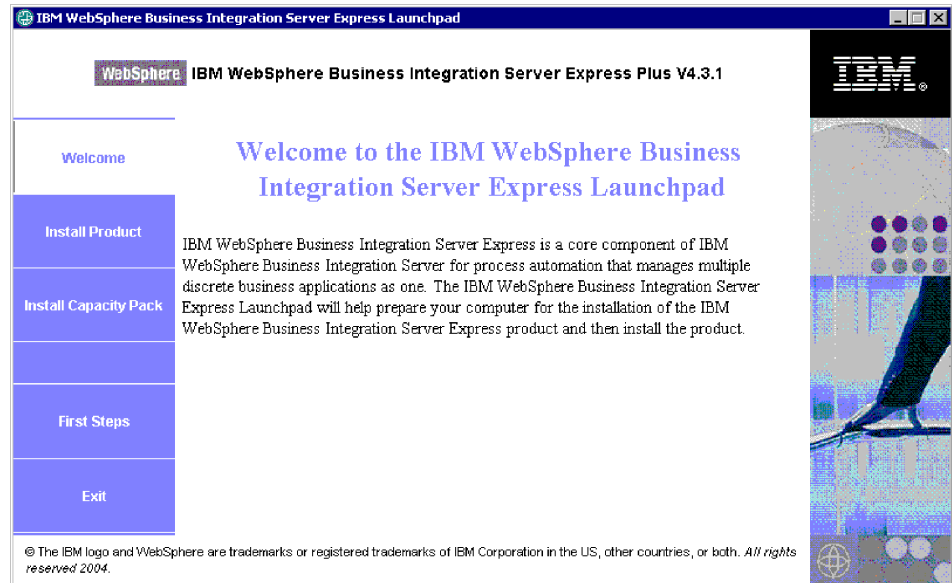 IBM WebSphere Business Integration Server Express Launchpad
WebSphere IBM WebSphere Business Integration Server Express Plus V4.3.1
IBM®
Welcome
Install Product
Install Capacity Pack
First Steps
Exit
Welcome to the IBM WebSphere Business
Integration Server Express Launchpad
IBM WebSphere Business Integration Server Express is a core component of IBM
WebSphere Business Integration Server for process automation that manages multiple
discrete business applications as one. The IBM WebSphere Business Integration Server
Express Launchpad will help prepare your computer for the installation of the IBM
WebSphere Business Integration Server Express product and then install the product.
© The IBM logo and WebSphere are trademarks or registered trademarks of IBM Corporation in the US, other countries, or both. All rights
reserved 2004.